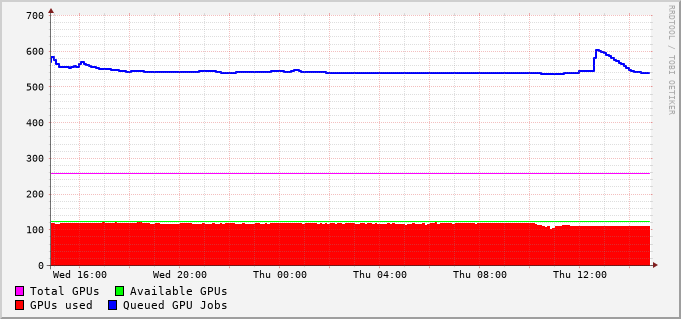 700
600
500
400
300
200
100
0
Wed 16:00 Wed 20:00 Thu 00:00 Thu 04:00 Thu 08:00 Thu 12:00
Total GPUs Available GPUs
GPUs used Queued GPU Jobs
RRDTOOL / TOBI OETIKER